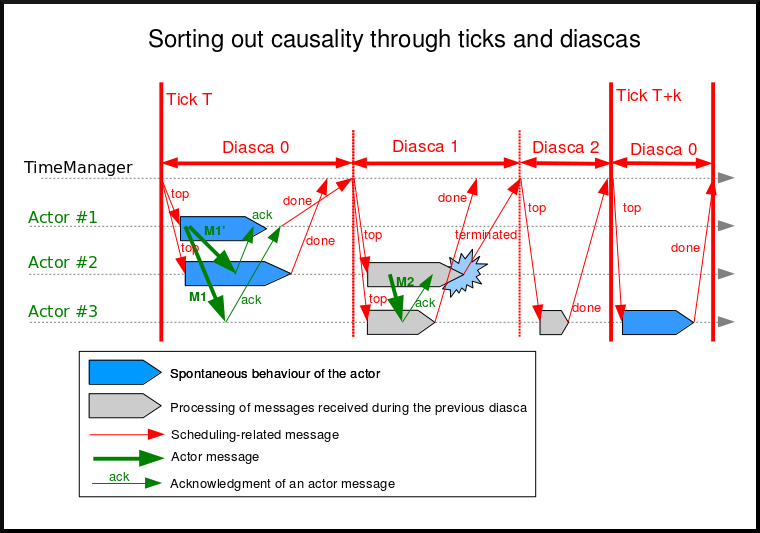 Sorting out causality through ticks and diascas
Tick T
Tick T+k
Diasca 0
Diasca 1
Diasca 2
Diasca 0
TimeManager
top
done
done
top
top
Actor #1
M1'
ack
top
terminated
done
done
Actor #2
top
M1
ack
top
M2
ack
done
Actor #3
Spontaneous behaviour of the actor
Processing of messages received during the previous diasca
Scheduling-related message
Actor message
ack
Acknowledgment of an actor message